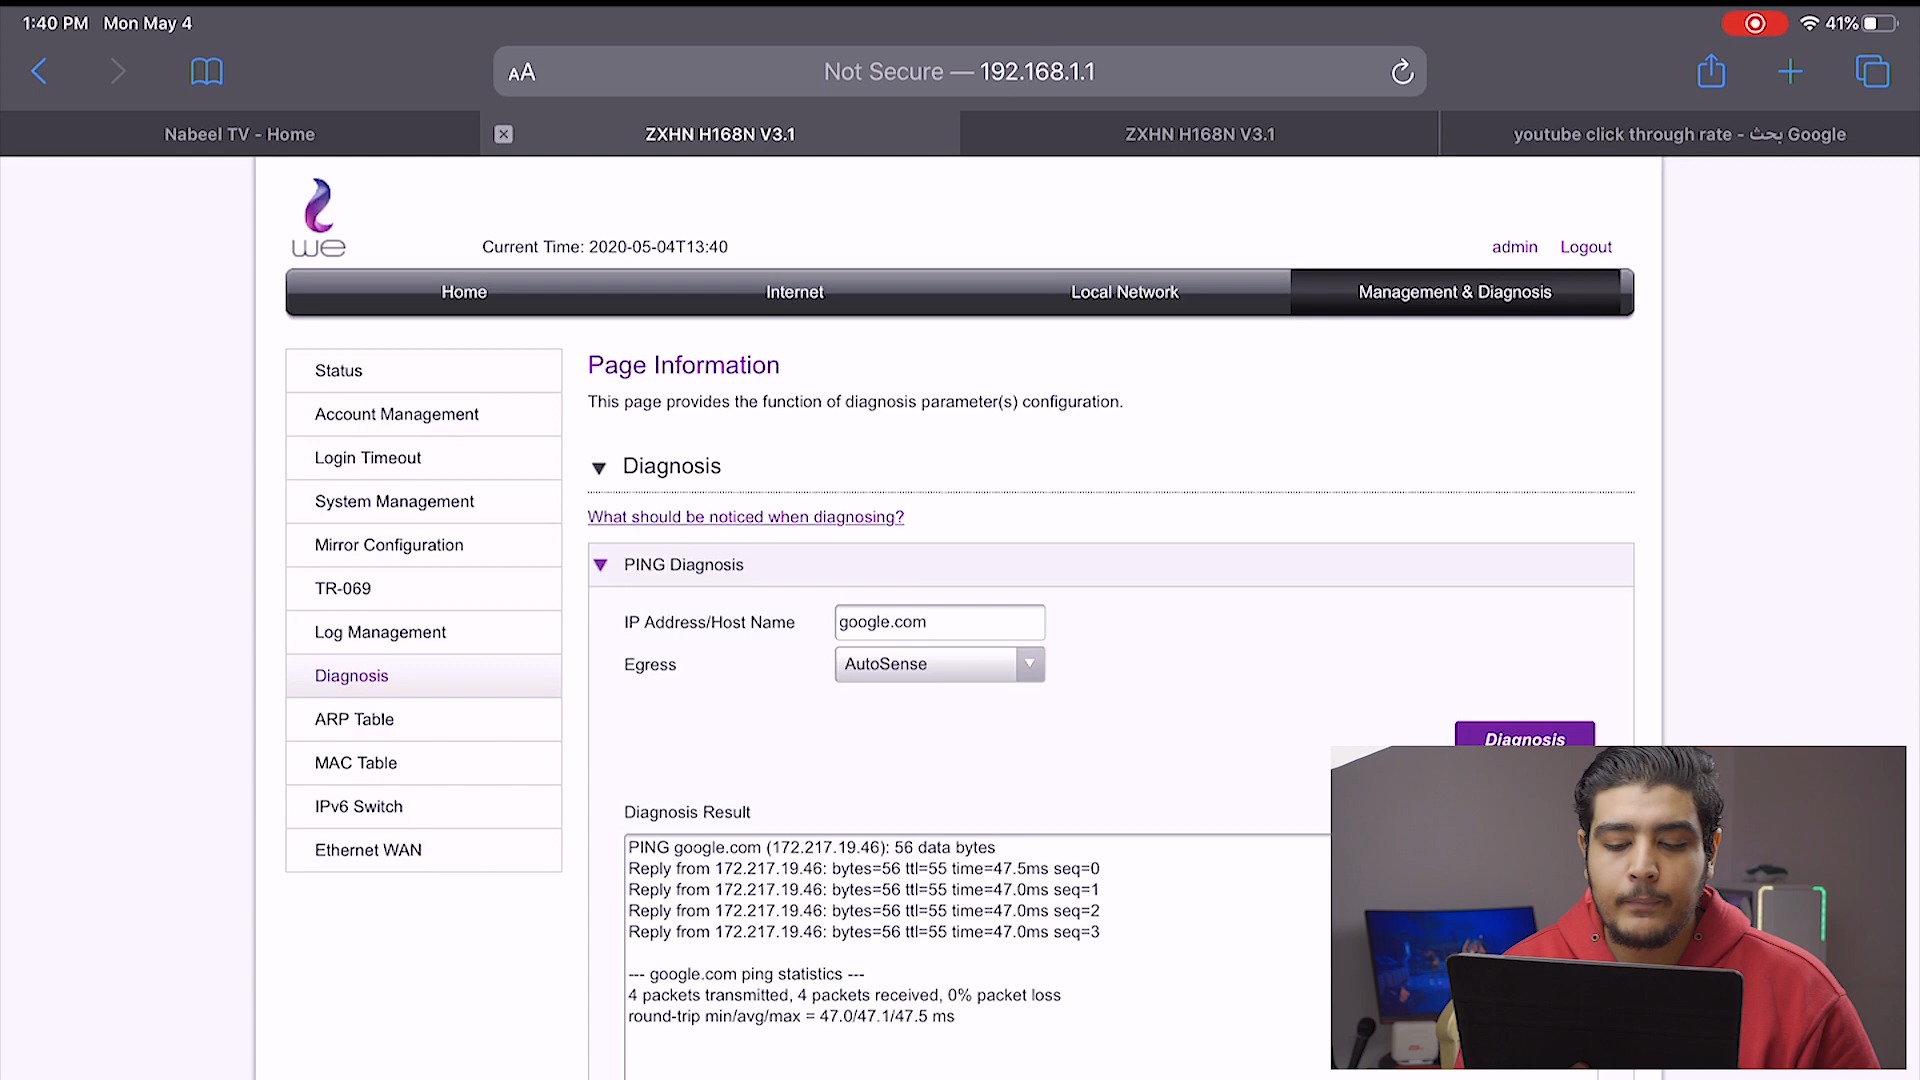 1:40 PM Mon May 4
41%
AA
Not Secure — 192.168.1.1
Nabeel TV - Home
ZXHN H168N V3.1
ZXHN H168N V3.1
youtube click through rate - بحث Google
we
Current Time: 2020-05-04T13:40
admin
Logout
Home
Internet
Local Network
Management & Diagnosis
Status
Account Management
Login Timeout
System Management
Mirror Configuration
TR-069
Log Management
Diagnosis
ARP Table
MAC Table
IPv6 Switch
Ethernet WAN
Page Information
This page provides the function of diagnosis parameter(s) configuration.
Diagnosis
What should be noticed when diagnosing?
PING Diagnosis
IP Address/Host Name
google.com
Egress
AutoSense
Diagnosis
Diagnosis Result
PING google.com (172.217.19.46): 56 data bytes
Reply from 172.217.19.46: bytes=56 ttl=55 time=47.5ms seq=0
Reply from 172.217.19.46: bytes=56 ttl=55 time=47.0ms seq=1
Reply from 172.217.19.46: bytes=56 ttl=55 time=47.0ms seq=2
Reply from 172.217.19.46: bytes=56 ttl=55 time=47.0ms seq=3
--- google.com ping statistics ---
4 packets transmitted, 4 packets received, 0% packet loss
round-trip min/avg/max = 47.0/47.1/47.5 ms